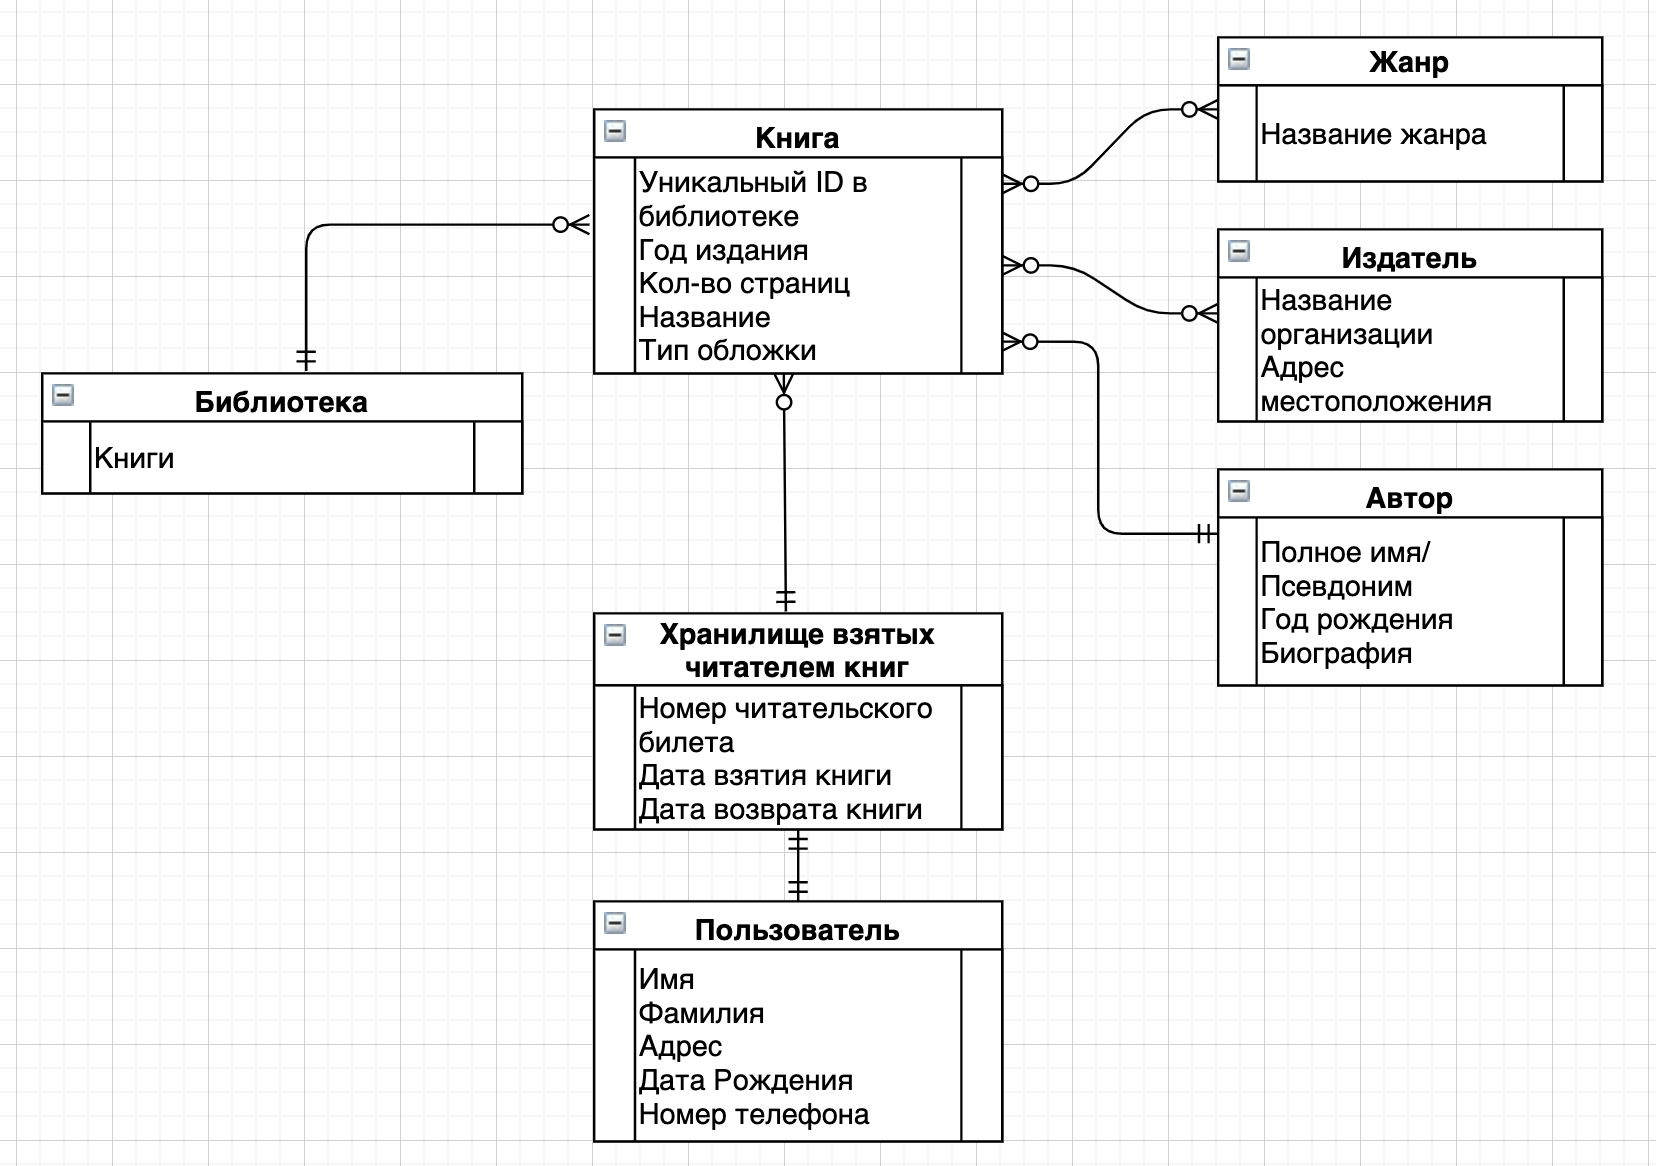 Жанр
Название жанра
Книга
Уникальный ID в
библиотеке
Год издания
Кол-во страниц
Название
Тип обложки
Издатель
Название
организации
Адрес
местоположения
Библиотека
Книги
Автор
Полное имя/
Псевдоним
Год рождения
Биография
Хранилище взятых
читателем книг
Номер читательского
билета
Дата взятия книги
Дата возврата книги
Пользователь
Имя
Фамилия
Адрес
Дата Рождения
Номер телефона